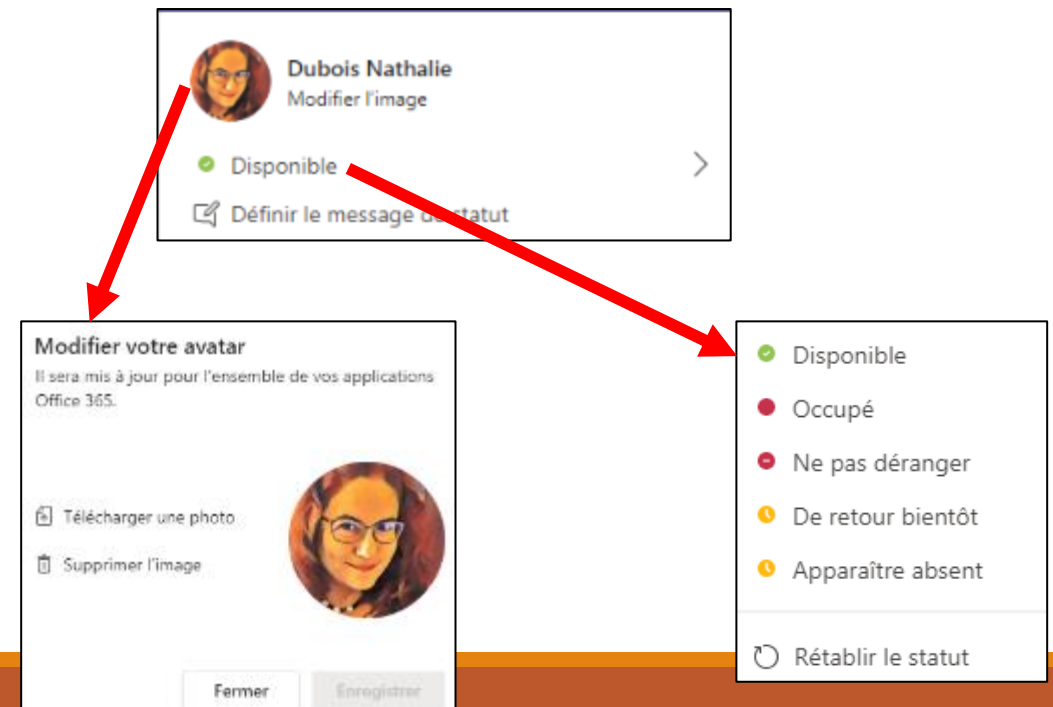 Dubois Nathalie
Modifier l'image
Disponible
Définir le message de statut
Modifier votre avatar
Il sera mis à jour pour l'ensemble de vos applications
Office 365.
Télécharger une photo
Supprimer l'image
Fermer
Enregistrer
Disponible
Occupé
Ne pas déranger
De retour bientôt
Apparaître absent
Rétablir le statut